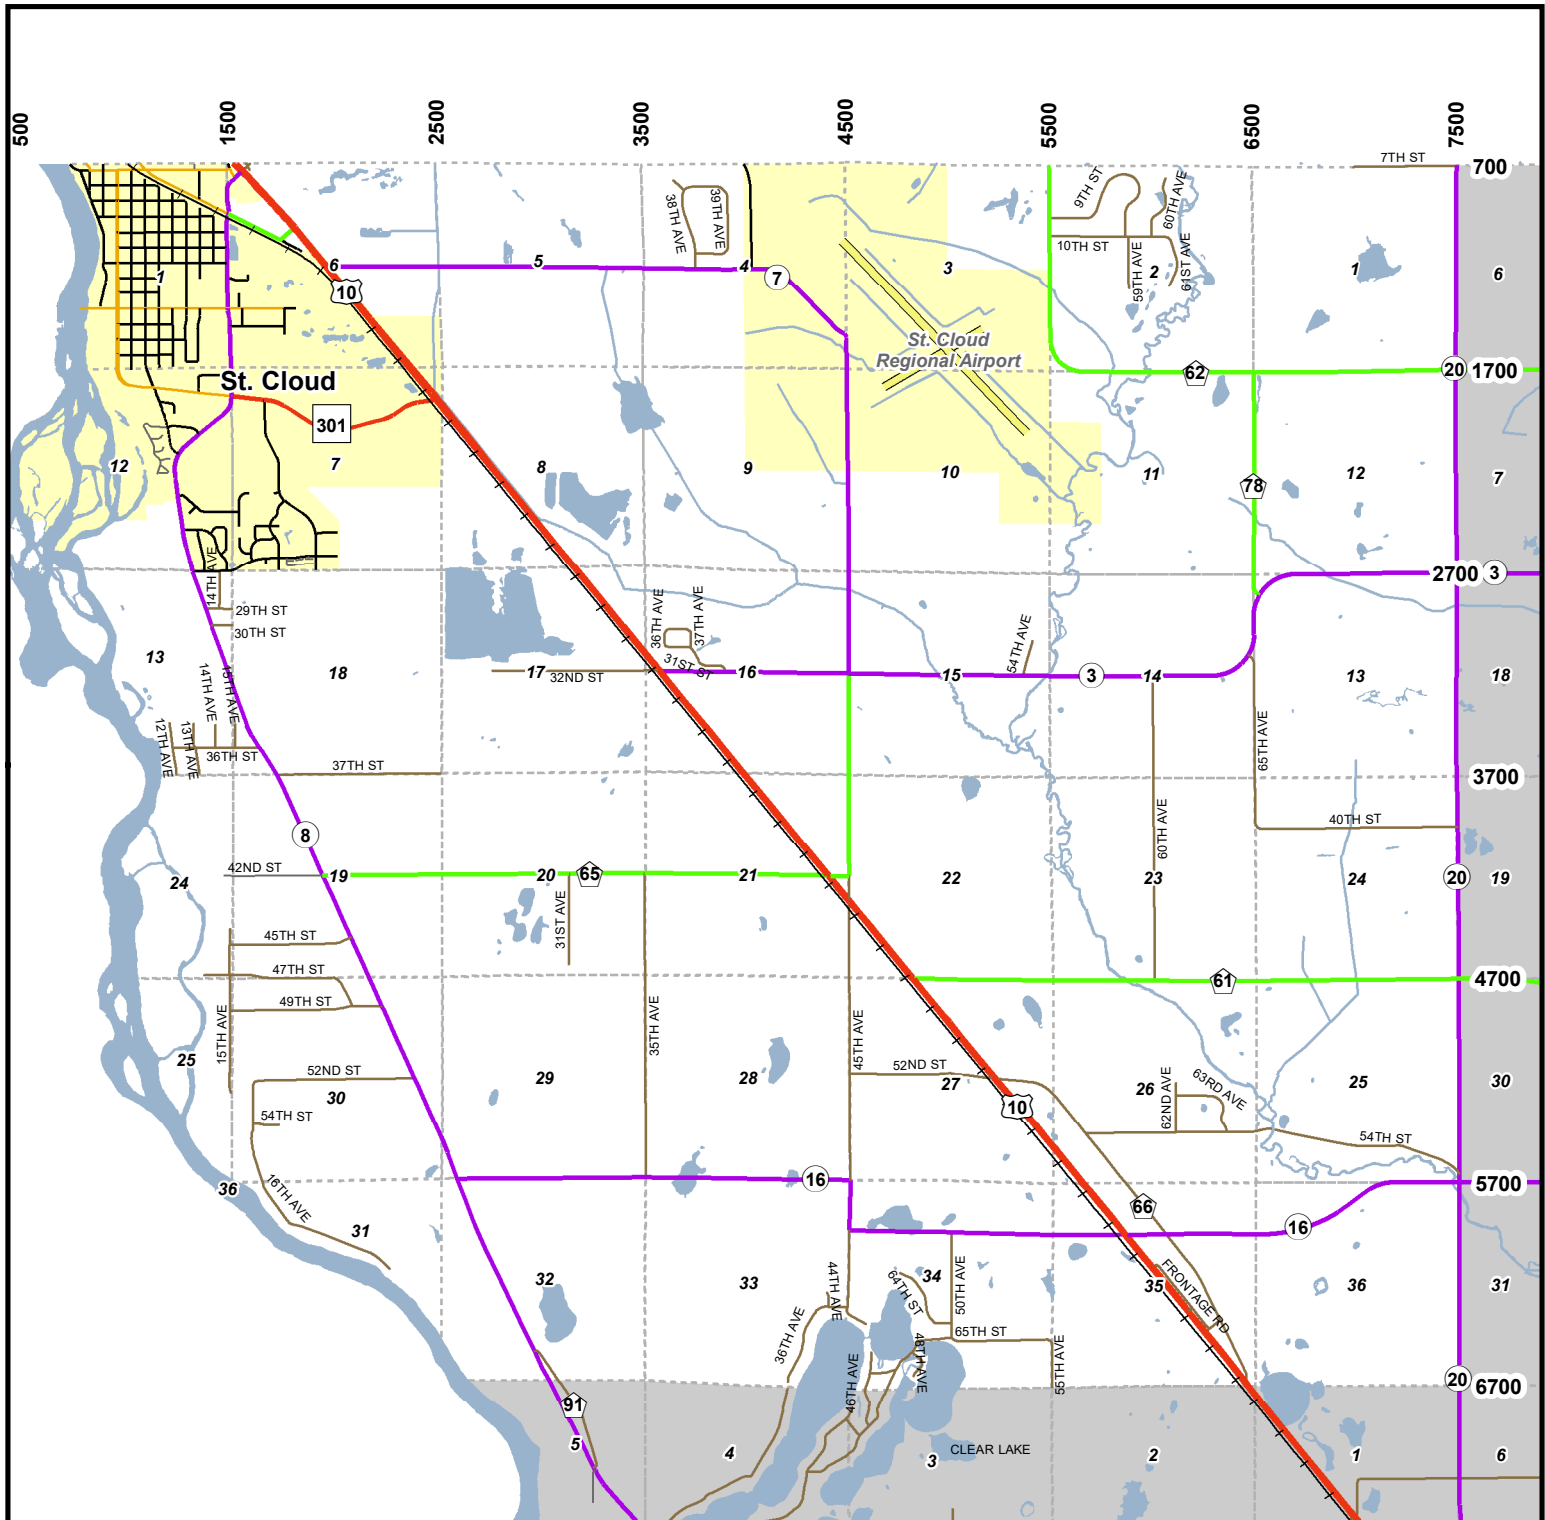 500
1500
2500
3500
4500
5500
6500
7500
7TH ST
700
38TH AVE
39TH AVE
9TH ST
60TH AVE
10TH ST
59TH AVE
61ST AVE
1
6
5
4
7
3
2
1
6
10
St. Cloud
Regional Airport
62
20
1700
St. Cloud
301
12
7
8
9
10
11
78
12
7
2700
3
14TH AVE
29TH ST
30TH ST
36TH AVE
37TH AVE
31ST ST
54TH AVE
13
14TH AVE
15TH AVE
18
17
32ND ST
16
15
3
14
13
18
12TH AVE
13TH AVE
36TH ST
37TH ST
65TH AVE
3700
8
60TH AVE
40TH ST
42ND ST
24
19
20
65
21
22
23
24
20
19
31ST AVE
45TH ST
47TH ST
49TH ST
61
4700
15TH AVE
35TH AVE
45TH AVE
25
52ND ST
30
54TH ST
29
28
52ND ST
27
10
26
62ND AVE
63RD AVE
25
30
54TH ST
36
16TH AVE
31
16
5700
66
16
32
33
44TH AVE
64TH ST
34
50TH AVE
35
FRONTAGE RD
36
31
36TH AVE
65TH ST
48TH AVE
46TH AVE
55TH AVE
20
6700
91
5
4
3
CLEAR LAKE
2
1
6